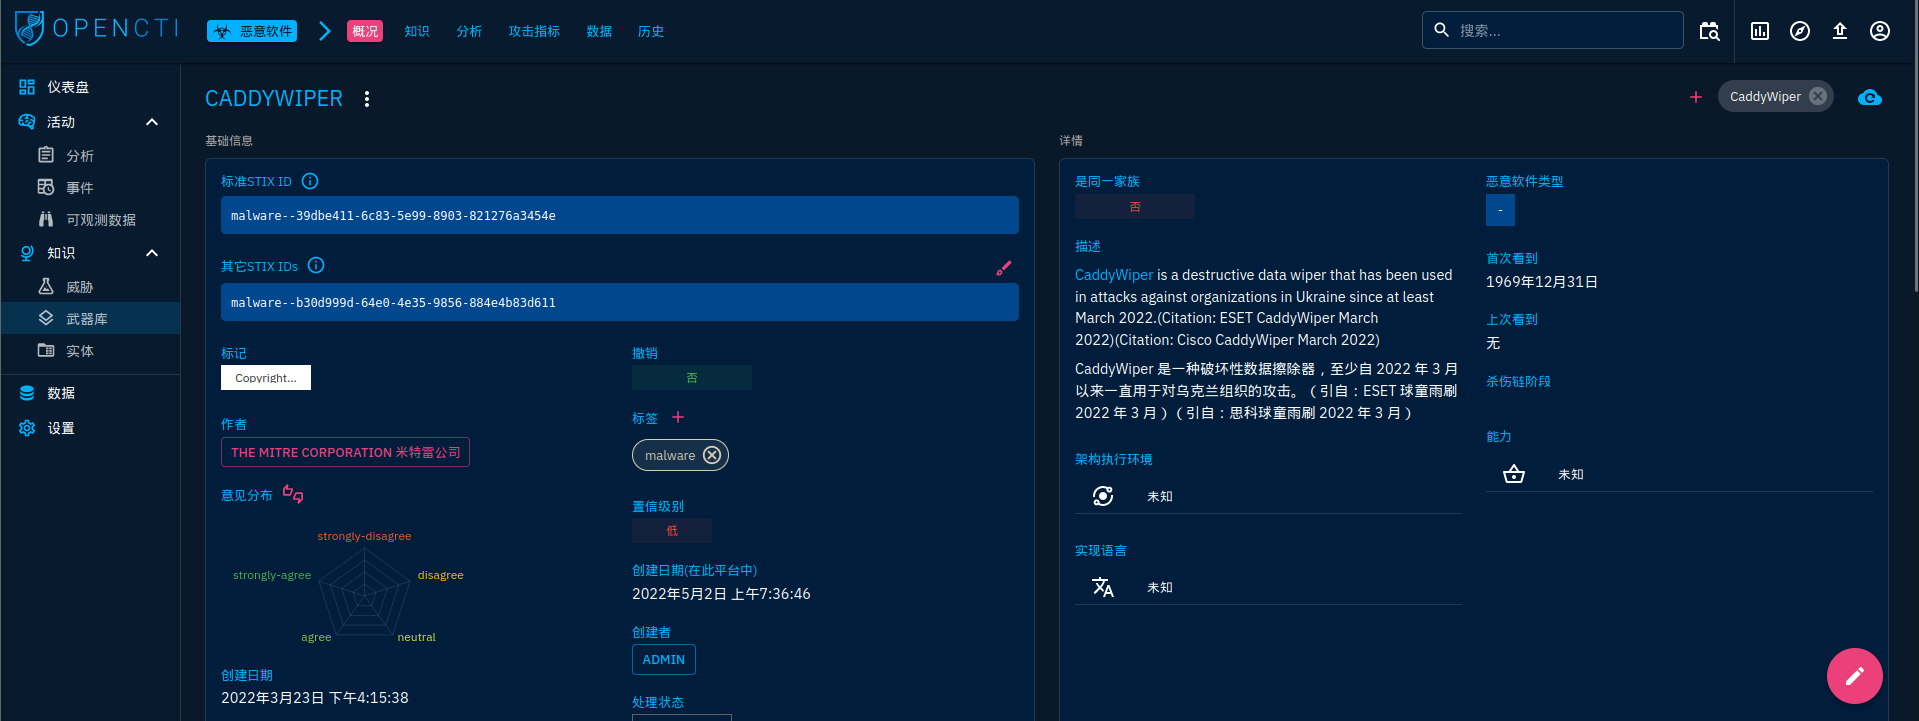 OPENCTI
恶意软件
概况
知识
分析
攻击指标
数据
历史
搜索...
仪表盘
活动
分析
事件
可观测数据
知识
威胁
武器库
实体
数据
设置
CADDYWIPER
CaddyWiper
基础信息
标准STIX ID
malware--39dbe411-6c83-5e99-8903-821276a3454e
其它STIX IDs
malware--b30d999d-64e0-4e35-9856-884e4b83d611
标记
Copyright...
撤销
否
作者
THE MITRE CORPORATION 米特雷公司
标签
malware
意见分布
strongly-disagree
strongly-agree
disagree
agree
neutral
置信级别
低
创建日期(在此平台中)
2022年5月2日 上午7:36:46
创建者
ADMIN
创建日期
2022年3月23日 下午4:15:38
处理状态
详情
是同一家族
否
描述
CaddyWiper is a destructive data wiper that has been used
in attacks against organizations in Ukraine since at least
March 2022.(Citation: ESET CaddyWiper March
2022)(Citation: Cisco CaddyWiper March 2022)
CaddyWiper 是一种破坏性数据擦除器，至少自 2022 年 3 月
以来一直用于对乌克兰组织的攻击。（引自：ESET 球童雨刷
2022 年 3 月）（引自：思科球童雨刷 2022 年 3 月）
架构执行环境
未知
实现语言
未知
恶意软件类型
-
首次看到
1969年12月31日
上次看到
无
杀伤链阶段
能力
未知